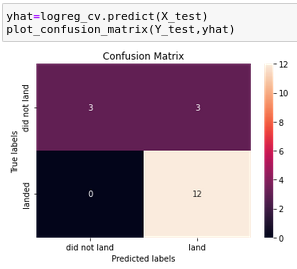 yhat=logreg_cv.predict(X_test)
plot_confusion_matrix(Y_test,yhat)
Confusion Matrix
True labels
did not land
landed
3
3
0
12
did not land
land
Predicted labels
12
10
8
6
4
2
0